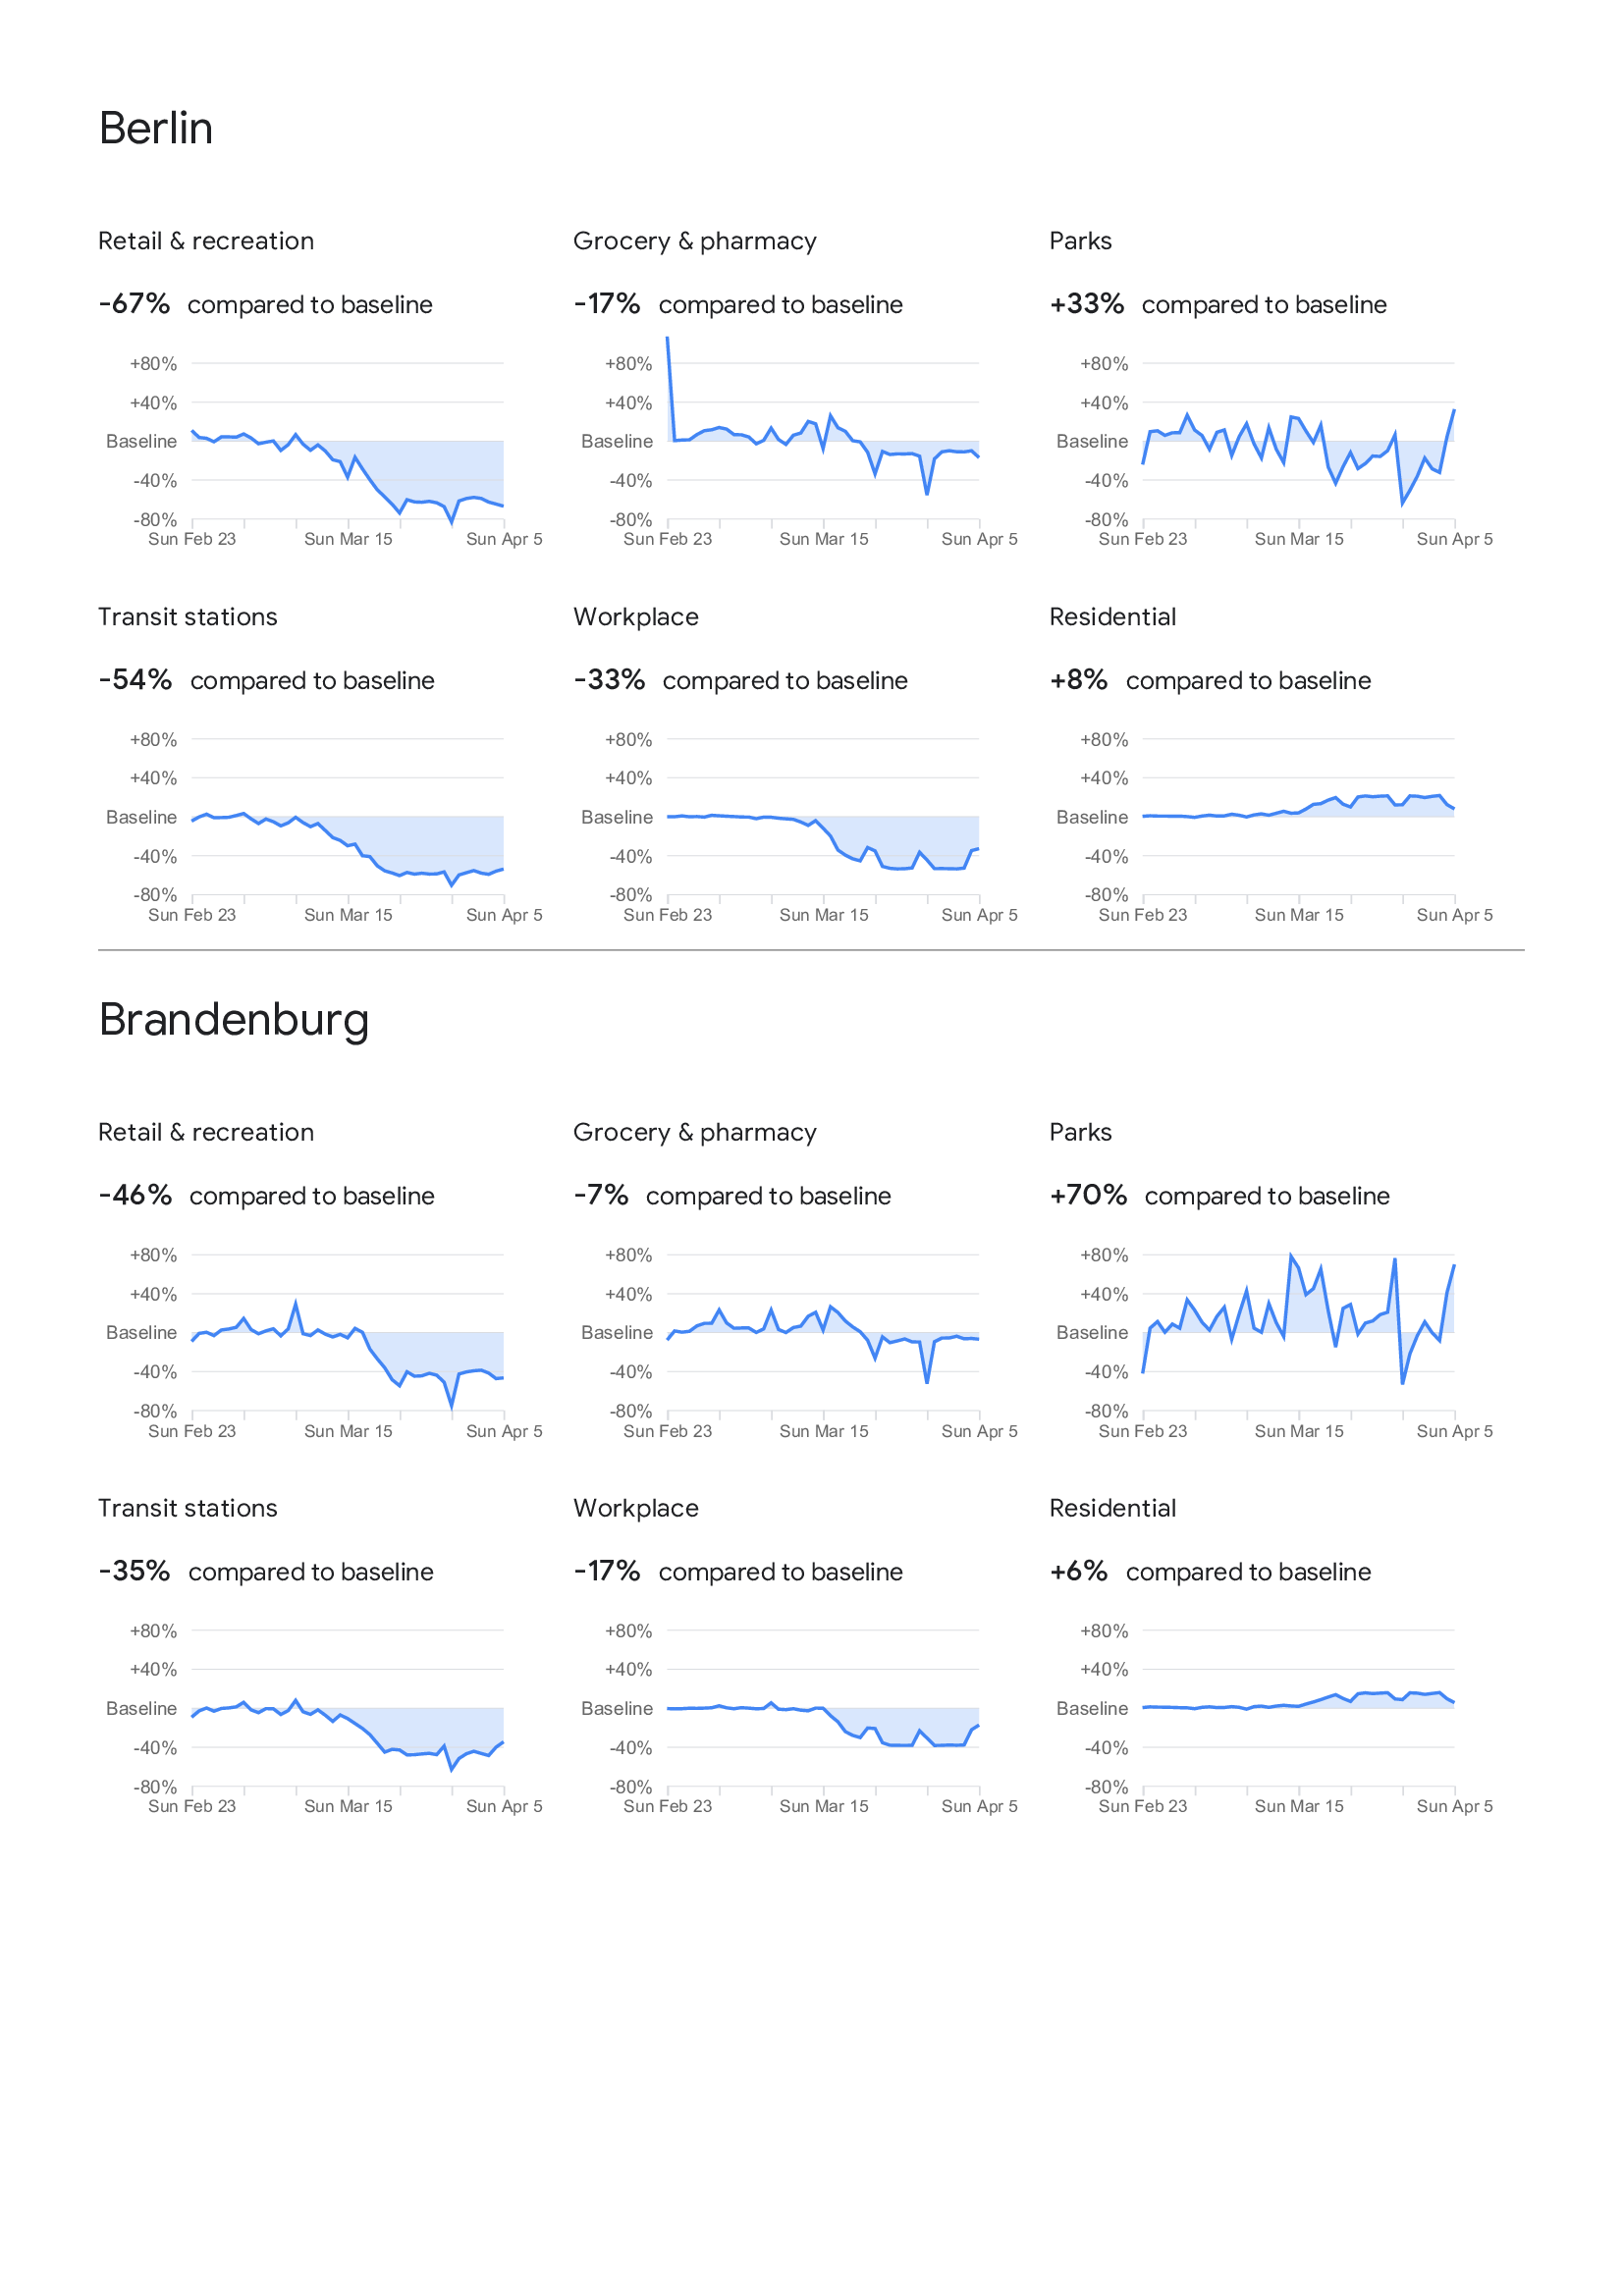 Berlin
Retail & recreation
-67% compared to baseline
+80%
+40%
Baseline
-40%
-80%
Sun Feb 23 Sun Mar 15 Sun Apr 5
Grocery & pharmacy
-17% compared to baseline
+80%
+40%
Baseline
-40%
-80%
Sun Feb 23 Sun Mar 15 Sun Apr 5
Parks
+33% compared to baseline
+80%
+40%
Baseline
-40%
-80%
Sun Feb 23 Sun Mar 15 Sun Apr 5
Transit stations
-54% compared to baseline
+80%
+40%
Baseline
-40%
-80%
Sun Feb 23 Sun Mar 15 Sun Apr 5
Workplace
-33% compared to baseline
+80%
+40%
Baseline
-40%
-80%
Sun Feb 23 Sun Mar 15 Sun Apr 5
Residential
+8% compared to baseline
+80%
+40%
Baseline
-40%
-80%
Sun Feb 23 Sun Mar 15 Sun Apr 5
Brandenburg
Retail & recreation
-46% compared to baseline
+80%
+40%
Baseline
-40%
-80%
Sun Feb 23 Sun Mar 15 Sun Apr 5
Grocery & pharmacy
-7% compared to baseline
+80%
+40%
Baseline
-40%
-80%
Sun Feb 23 Sun Mar 15 Sun Apr 5
Parks
+70% compared to baseline
+80%
+40%
Baseline
-40%
-80%
Sun Feb 23 Sun Mar 15 Sun Apr 5
Transit stations
-35% compared to baseline
+80%
+40%
Baseline
-40%
-80%
Sun Feb 23 Sun Mar 15 Sun Apr 5
Workplace
-17% compared to baseline
+80%
+40%
Baseline
-40%
-80%
Sun Feb 23 Sun Mar 15 Sun Apr 5
Residential
+6% compared to baseline
+80%
+40%
Baseline
-40%
-80%
Sun Feb 23 Sun Mar 15 Sun Apr 5